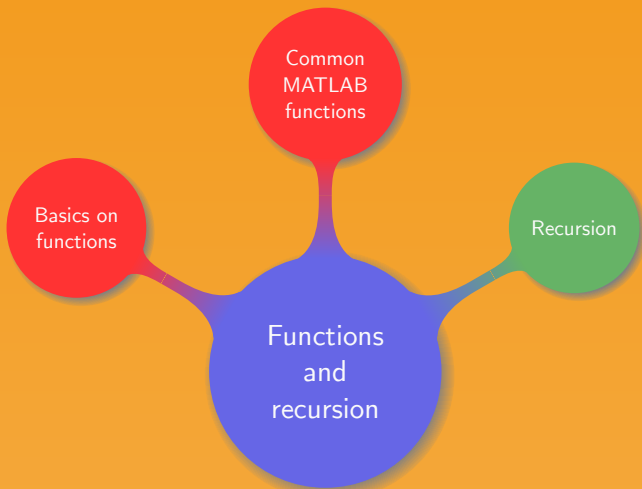 Common
MATLAB
functions
Basics on
functions
Recursion
Functions
and
recursion